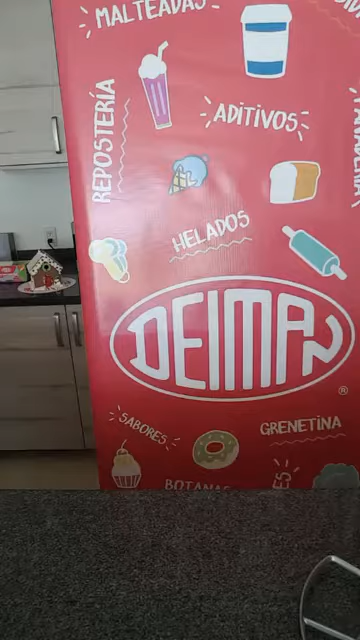 MALTEADAS
REPOSTERÍA
ADITIVOS
HELADOS
DEIMAN
®
SABORES
GRENETINA
BOTANAS